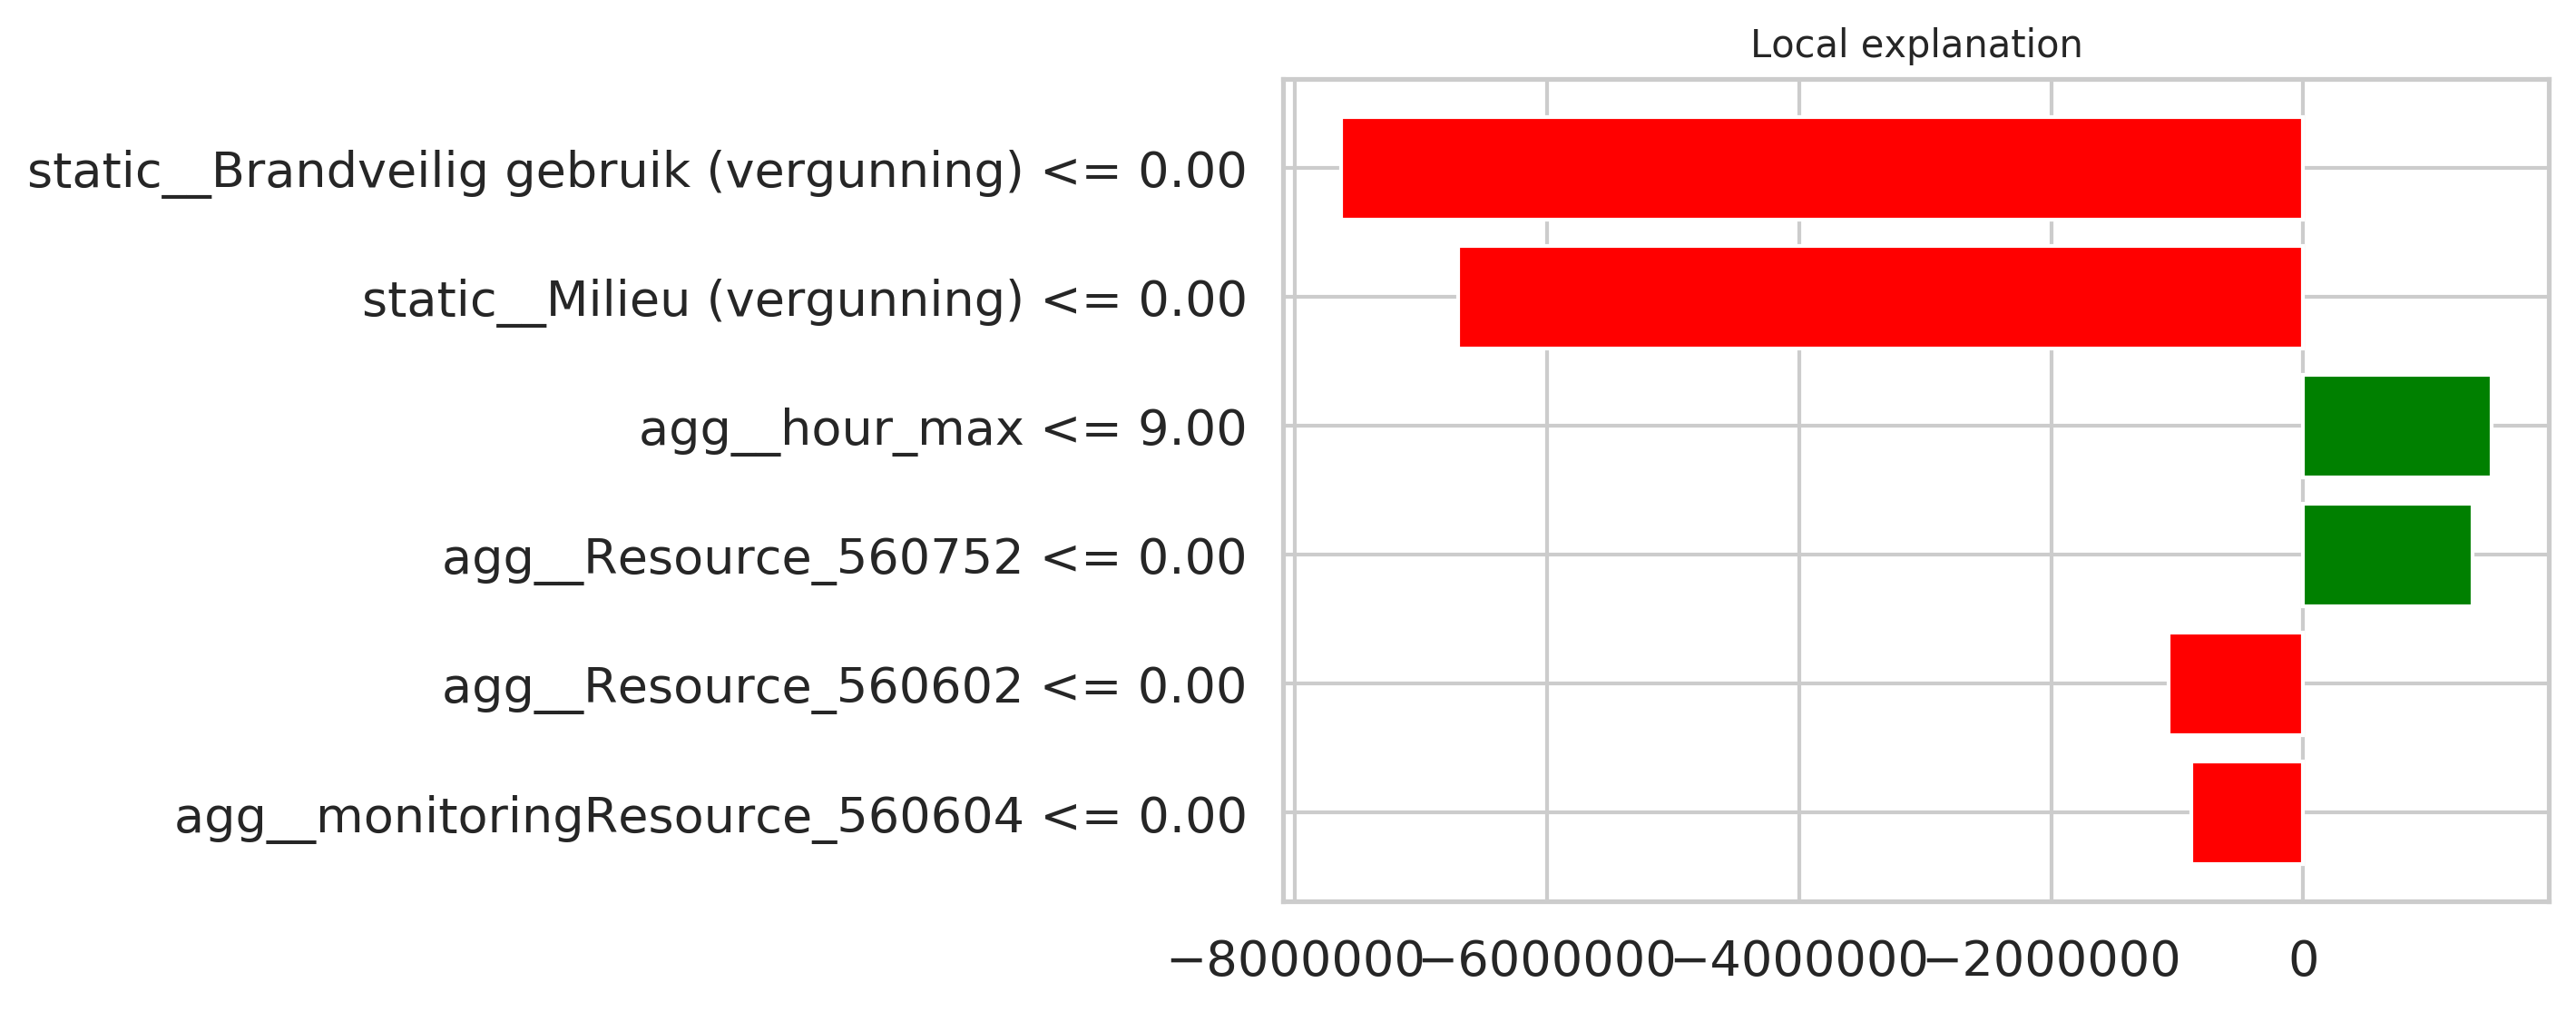 Local explanation
static__Brandveilig gebruik (vergunning) <= 0.00
static__Milieu (vergunning) <= 0.00
agg__hour_max <= 9.00
agg__Resource_560752 <= 0.00
agg__Resource_560602 <= 0.00
agg__monitoringResource_560604 <= 0.00
−8000000 −6000000 −4000000 −2000000 0